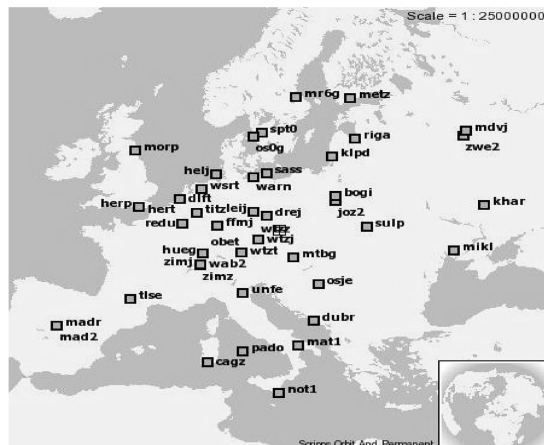 Scale = 1 : 25000000
mr6g
metz
spt0
os0g
riga
mdvj
zwe2
morp
klpd
helj
sass
warn
wsrt
dlft
herp
hert
titz
leij
drej
bogi
joz2
khar
redu
ffmj
sulp
obet
wtzj
hueg
wab2
wtzt
mtbg
mikl
zimj
zimz
unfe
osje
tlse
madr
mad2
dubr
pado
mat1
cagz
not1
Scripps Orbit And Permanent